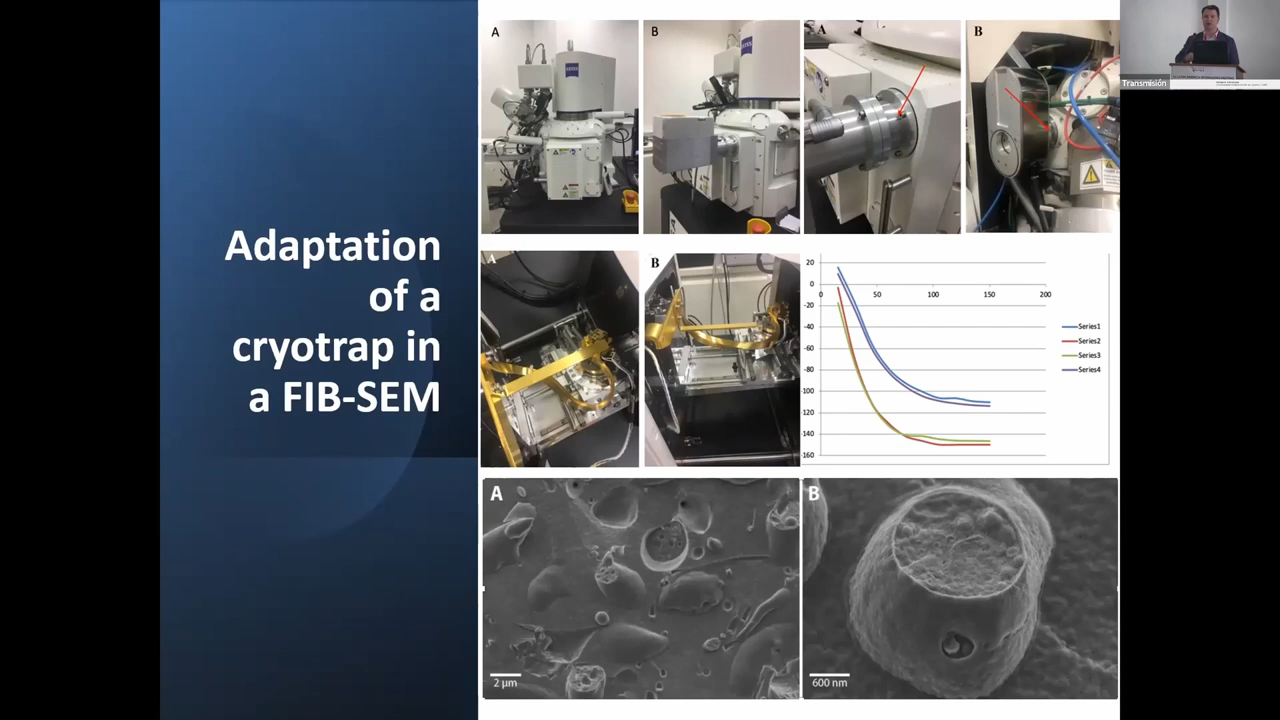 Adaptation
of a
cryotrap in
a FIB-SEM
A
B
A
B
ZEISS
A
B
20
0
-20
-40
-60
-80
-100
-120
-140
-160
0
50
100
150
200
Series1
Series2
Series3
Series4
A
2 µm
B
600 nm
Transmisión